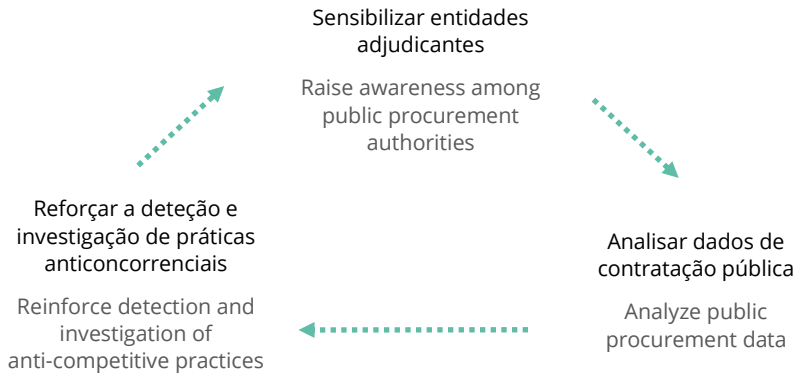 Sensibilizar entidades
adjudicantes
Raise awareness among
public procurement
authorities
Reforçar a deteção e
investigação de práticas
anticoncorrenciais
Reinforce detection and
investigation of
anti-competitive practices
Analisar dados de
contratação pública
Analyze public
procurement data